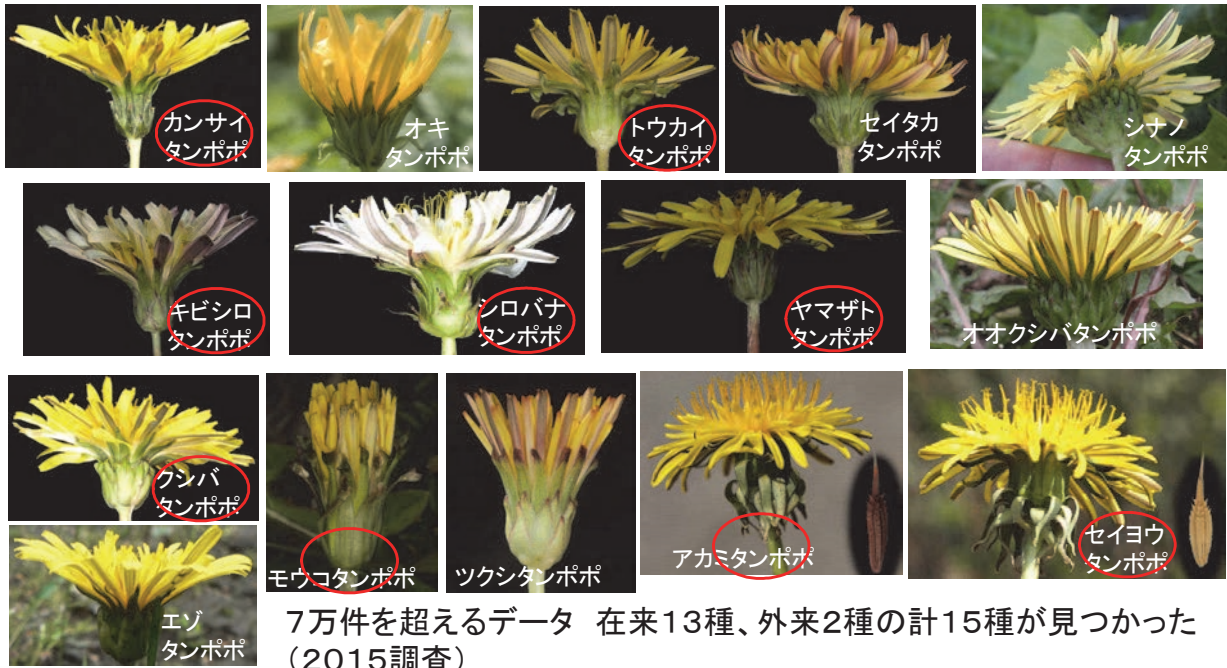 カンサイ
タンポポ
オキ
タンポポ
トウカイ
タンポポ
セイタカ
タンポポ
シナノ
タンポポ
キビシロ
タンポポ
シロバナ
タンポポ
ヤマザト
タンポポ
オオクシバタンポポ
クシバ
タンポポ
モウコタンポポ
ツクシタンポポ
アカミタンポポ
セイヨウ
タンポポ
エゾ
タンポポ
7万件を超えるデータ 在来13種、外来2種の計15種が見つかった
(2015調査)